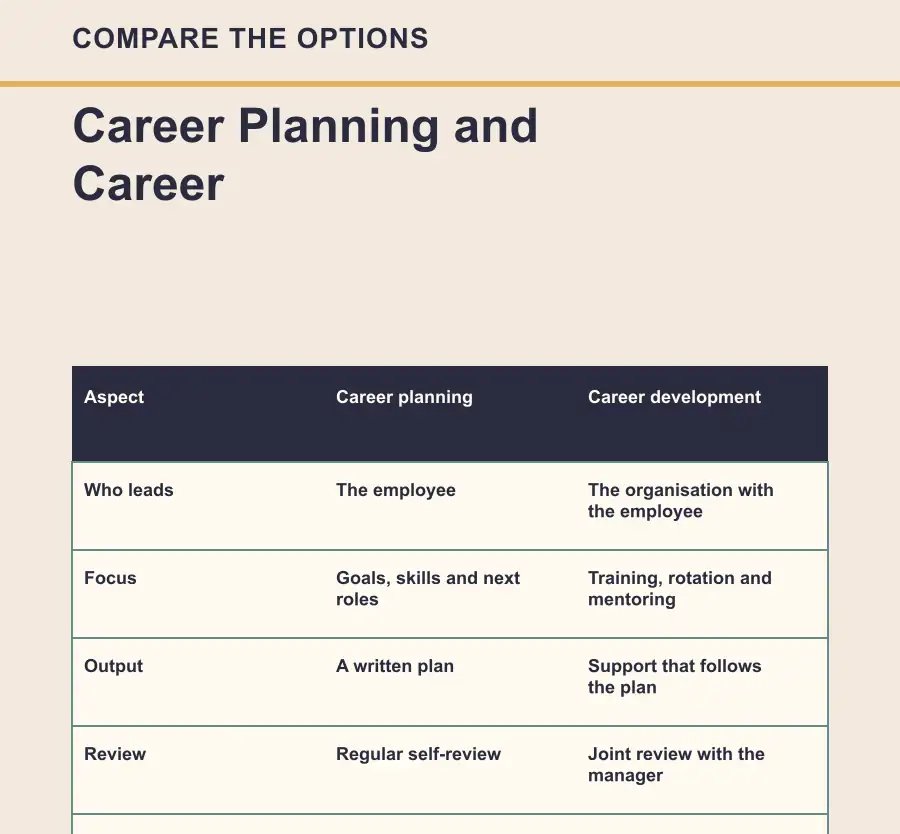 COMPARE THE OPTIONS
Career Planning and
Career
Aspect
Career planning
Career development
Who leads
The employee
The organisation with
the employee
Focus
Goals, skills and next
roles
Training, rotation and
mentoring
Output
A written plan
Support that follows
the plan
Review
Regular self-review
Joint review with the
manager